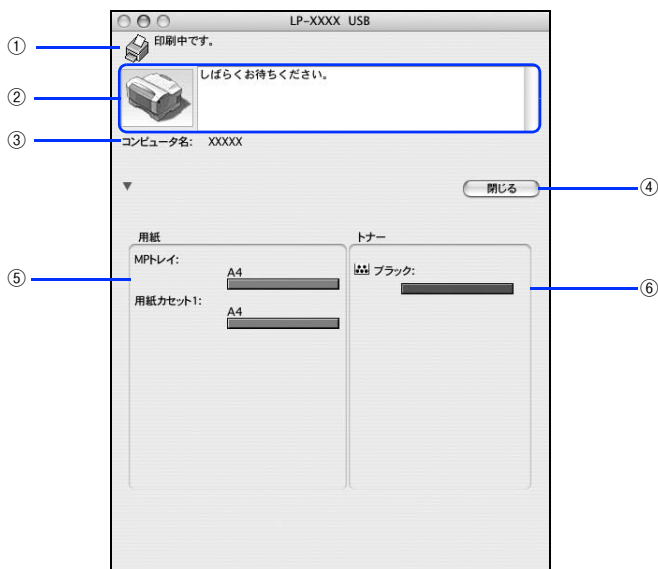 LP-XXXX USB
① 印刷中です。
② しばらくお待ちください。
③ コンピュータ名: XXXXX
▼ 閉じる ④
用紙
MPトレイ:
A4
⑤
用紙カセット1:
A4
トナー
ブラック:
⑥